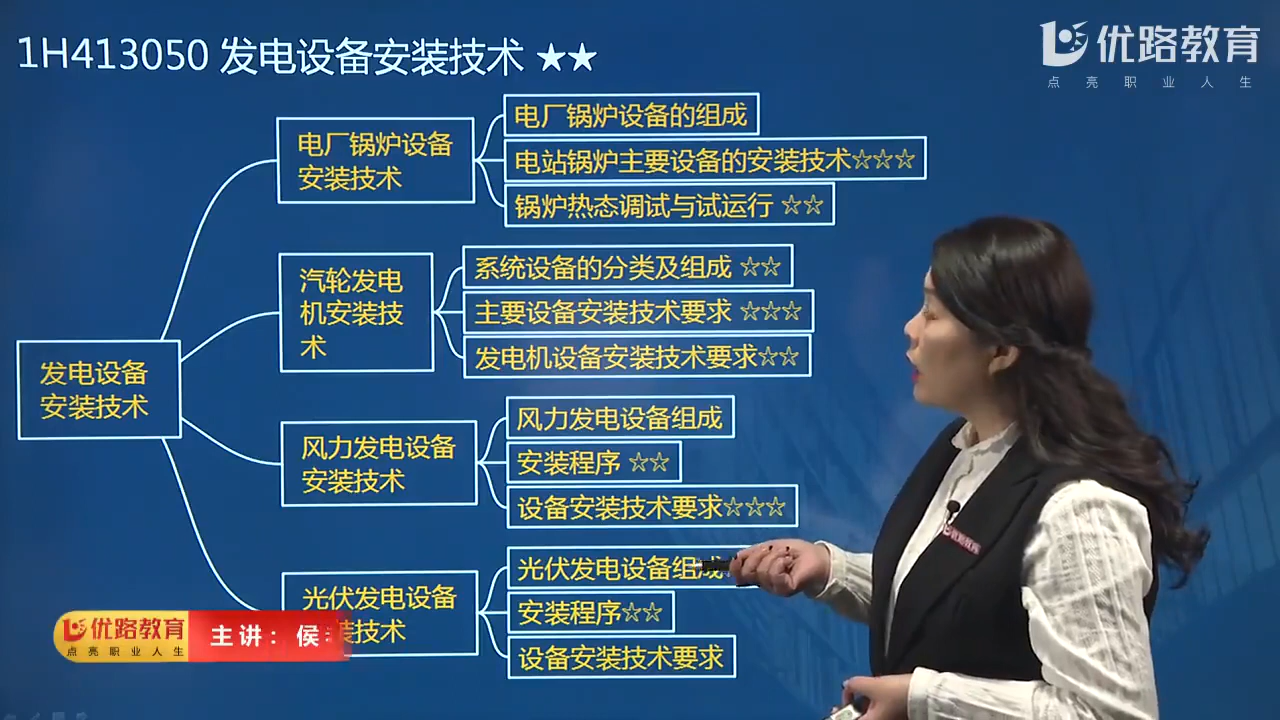 1H413050 发电设备安装技术 ★★
优路教育
点亮职业人生
电厂锅炉设备
安装技术
电厂锅炉设备的组成
电站锅炉主要设备的安装技术☆☆☆
锅炉热态调试与试运行 ☆☆
汽轮发电
机安装技
术
系统设备的分类及组成 ☆☆
主要设备安装技术要求 ☆☆☆
发电机设备安装技术要求☆☆
发电设备
安装技术
风力发电设备
安装技术
风力发电设备组成
安装程序 ☆☆
设备安装技术要求☆☆☆
光伏发电设备
装技术
光伏发电设备组成
安装程序☆☆
设备安装技术要求
优路教育
点亮职业人生
主讲：侯
优路教育